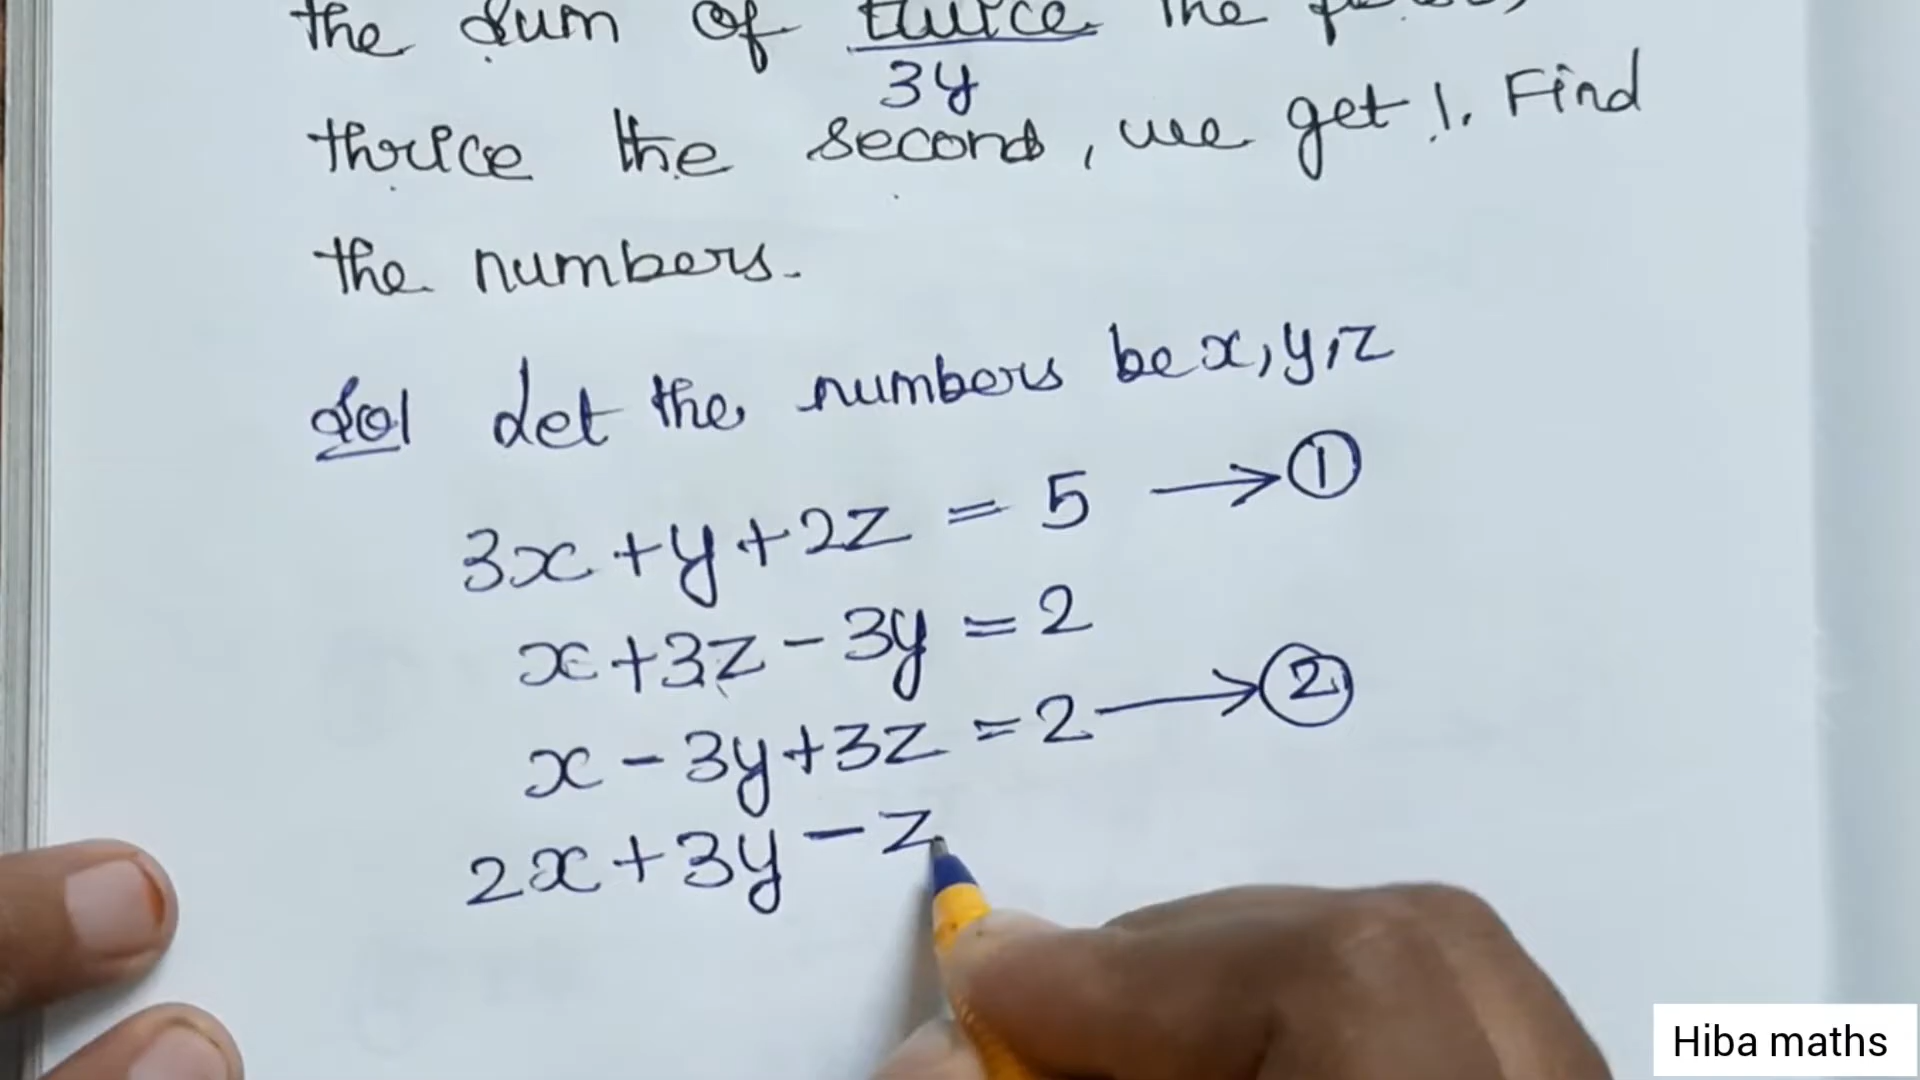 the sum of twice the
3y
thrice the second, we get 1. Find
the numbers.
Sol Let the numbers be x, y, z
3x + y + 2z = 5 → ①
x + 3z - 3y = 2
x - 3y + 3z = 2 → ②
2x + 3y - z
Hiba maths